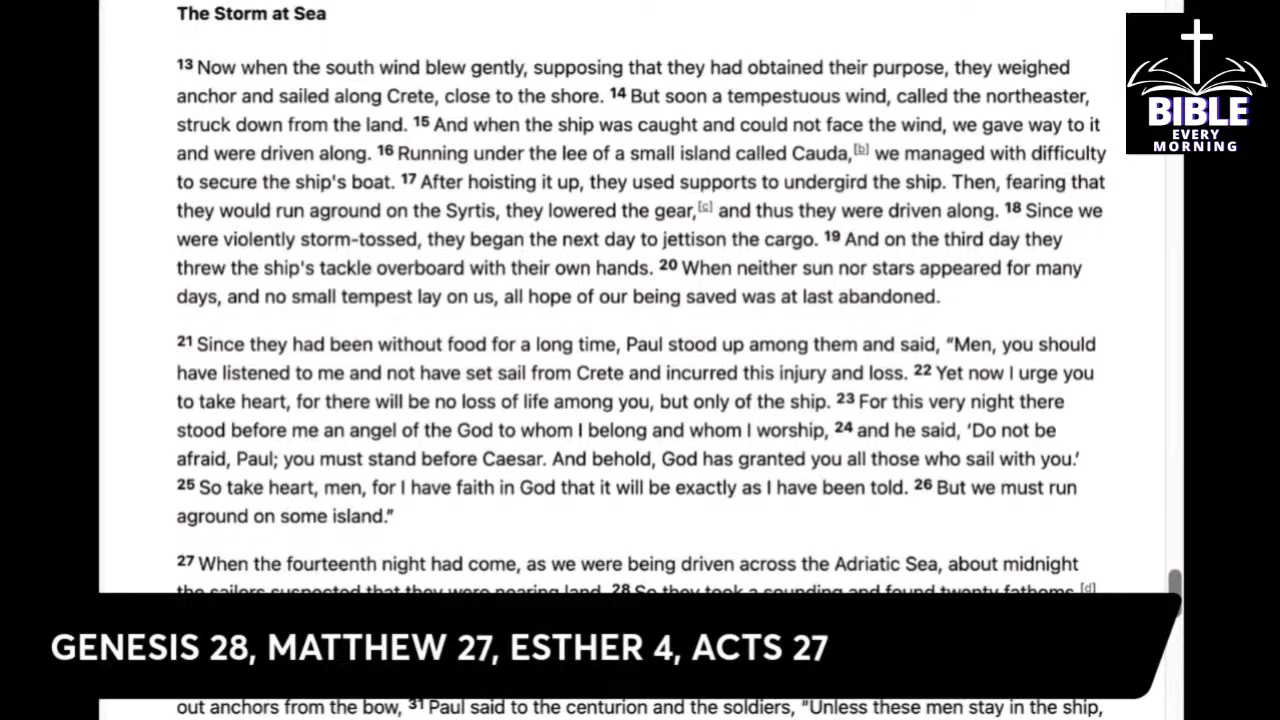 The Storm at Sea
13 Now when the south wind blew gently, supposing that they had obtained their purpose, they weighed
anchor and sailed along Crete, close to the shore. 14 But soon a tempestuous wind, called the northeaster,
struck down from the land. 15 And when the ship was caught and could not face the wind, we gave way to it
and were driven along. 16 Running under the lee of a small island called Cauda,[b] we managed with difficulty
to secure the ship's boat. 17 After hoisting it up, they used supports to undergird the ship. Then, fearing that
they would run aground on the Syrtis, they lowered the gear,[c] and thus they were driven along. 18 Since we
were violently storm-tossed, they began the next day to jettison the cargo. 19 And on the third day they
threw the ship's tackle overboard with their own hands. 20 When neither sun nor stars appeared for many
days, and no small tempest lay on us, all hope of our being saved was at last abandoned.
21 Since they had been without food for a long time, Paul stood up among them and said, “Men, you should
have listened to me and not have set sail from Crete and incurred this injury and loss. 22 Yet now I urge you
to take heart, for there will be no loss of life among you, but only of the ship. 23 For this very night there
stood before me an angel of the God to whom I belong and whom I worship, 24 and he said, ‘Do not be
afraid, Paul; you must stand before Caesar. And behold, God has granted you all those who sail with you.’
25 So take heart, men, for I have faith in God that it will be exactly as I have been told. 26 But we must run
aground on some island.”
27 When the fourteenth night had come, as we were being driven across the Adriatic Sea, about midnight
the sailors suspected that they were nearing land. 28 So they took a sounding and found twenty fathoms.[d]
out anchors from the bow, 31 Paul said to the centurion and the soldiers, “Unless these men stay in the ship,
GENESIS 28, MATTHEW 27, ESTHER 4, ACTS 27
BIBLE
EVERY
MORNING